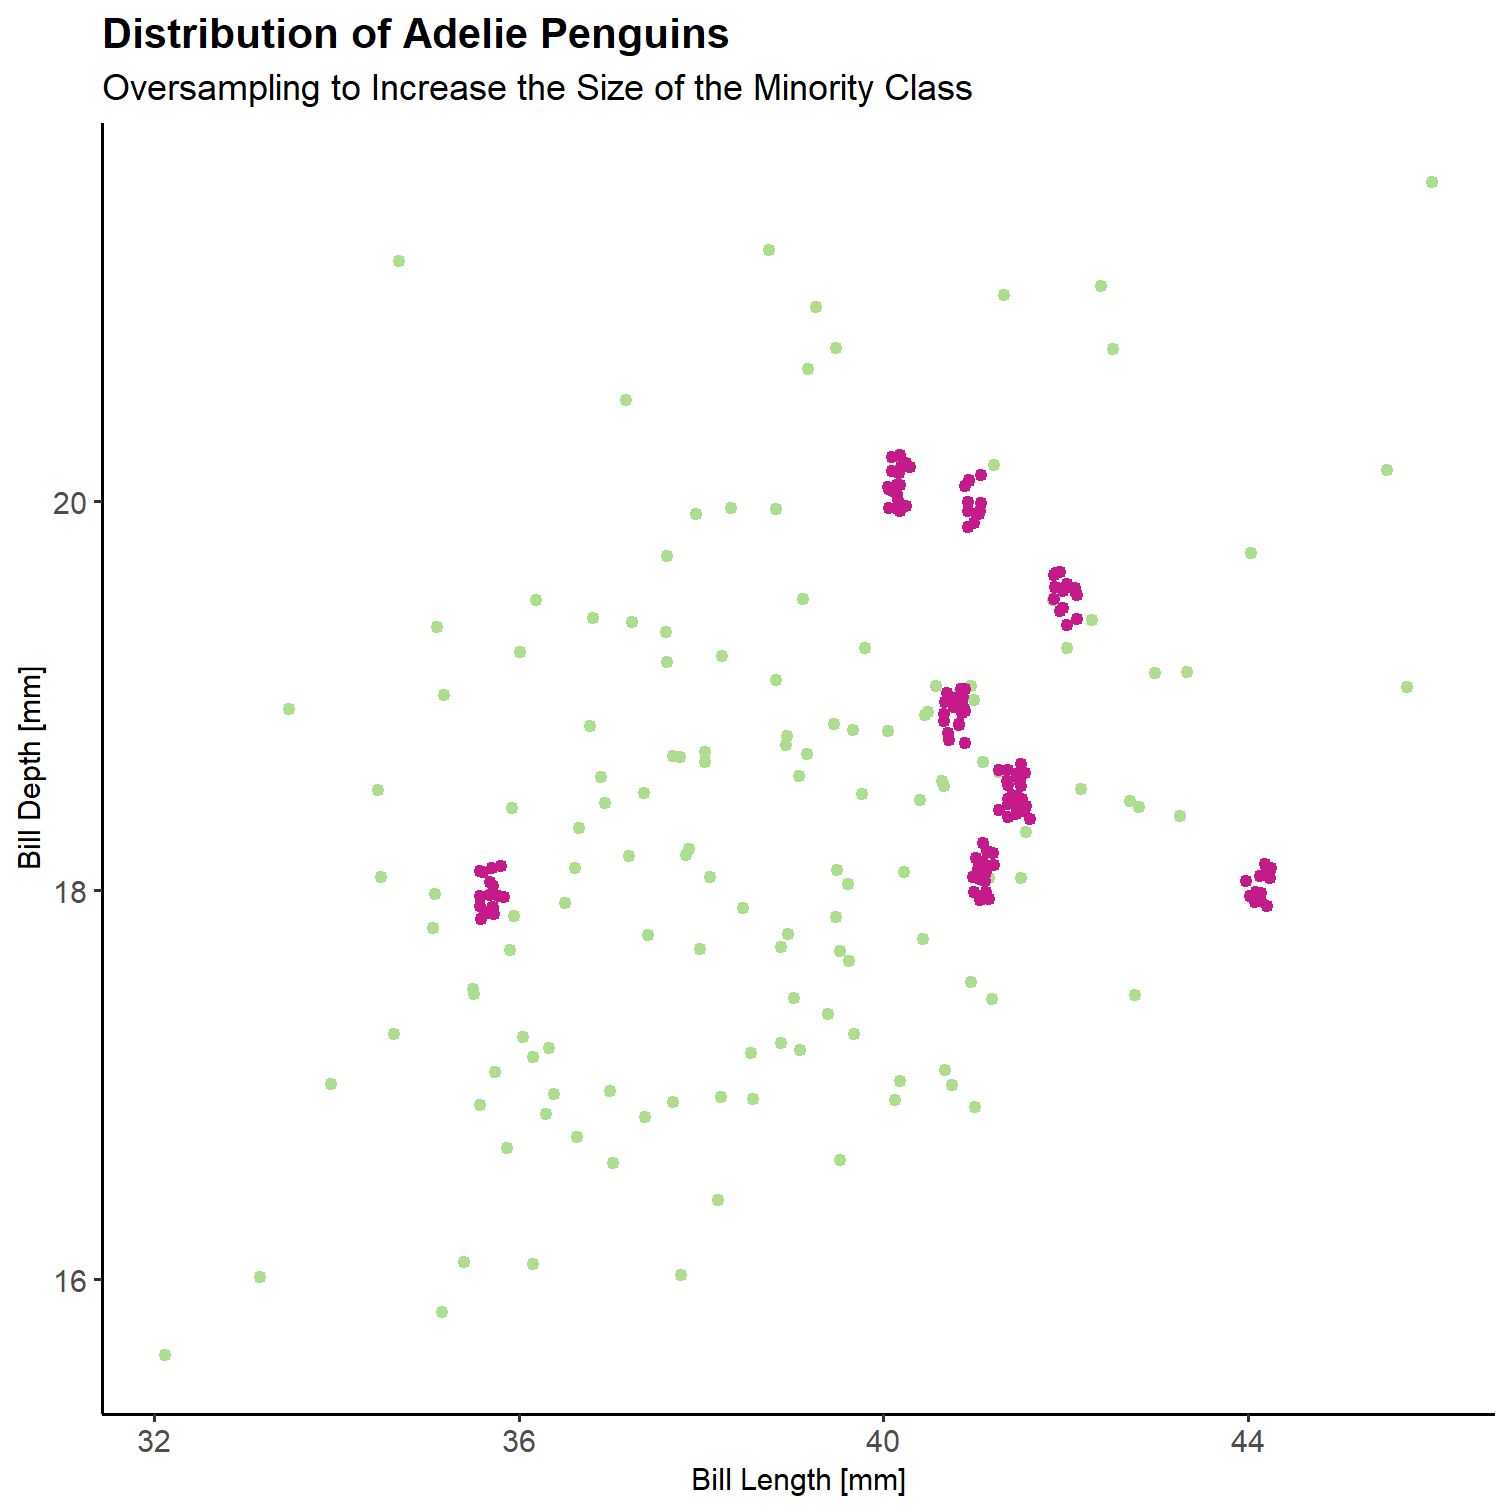 Distribution of Adelie Penguins
Oversampling to Increase the Size of the Minority Class
20
18
16
Bill Depth [mm]
32 36 40 44
Bill Length [mm]